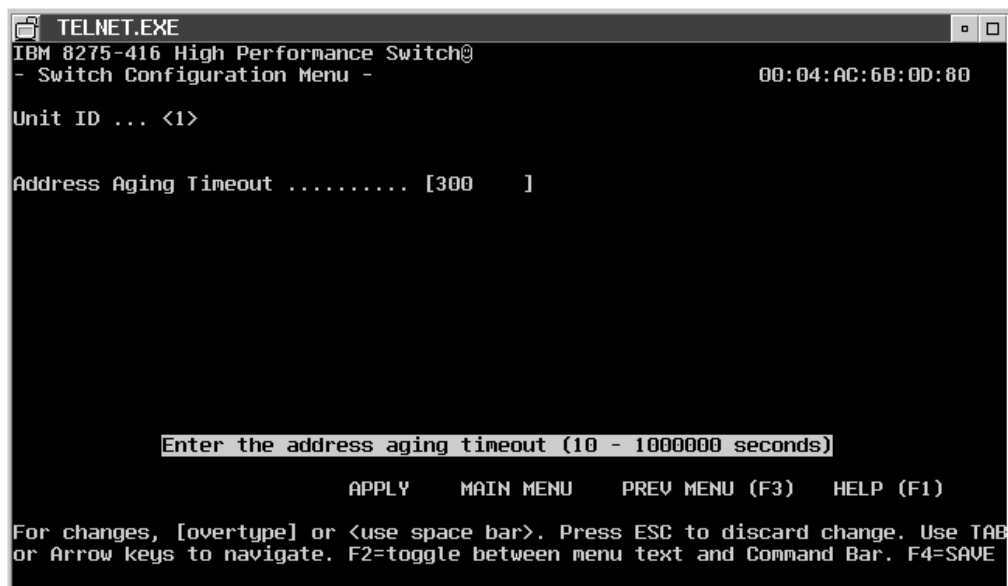 TELNET.EXE
IBM 8275-416 High Performance Switch
- Switch Configuration Menu - 00:04:AC:6B:0D:80
Unit ID ... <1>
Address Aging Timeout .......... [300 ]
Enter the address aging timeout (10 - 1000000 seconds)
APPLY MAIN MENU PREV MENU (F3) HELP (F1)
For changes, [overtype] or <use space bar>. Press ESC to discard change. Use TAB
or Arrow keys to navigate. F2=toggle between menu text and Command Bar. F4=SAVE